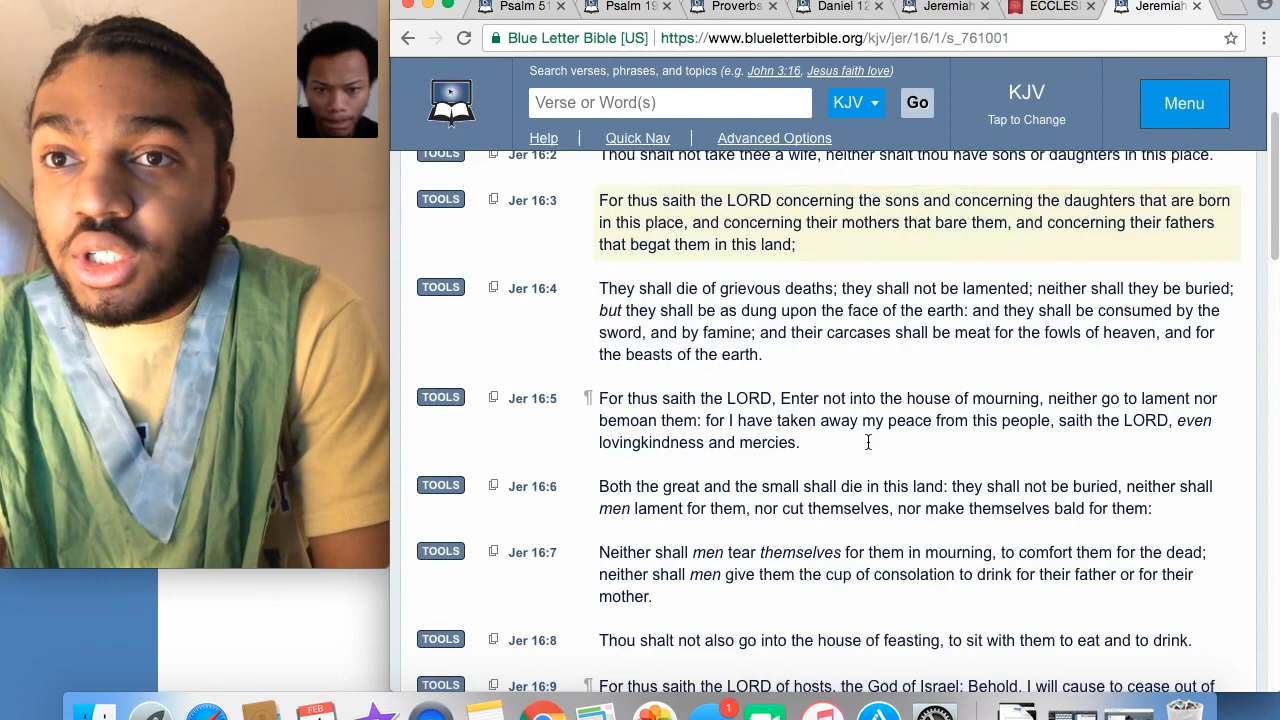 Psalm 51 Psalm 19 Proverbs Daniel 12 Jeremiah ECCLES Jeremiah
Blue Letter Bible [US] https://www.blueletterbible.org/kjv/jer/16/1/s_761001
Search verses, phrases, and topics (e.g. John 3:16, Jesus faith love)
Verse or Word(s) KJV Go
Help Quick Nav Advanced Options
KJV
Tap to Change
Menu
TOOLS Jer 16:2 Thou shalt not take thee a wife, neither shalt thou have sons or daughters in this place.
TOOLS Jer 16:3 For thus saith the LORD concerning the sons and concerning the daughters that are born
in this place, and concerning their mothers that bare them, and concerning their fathers
that begat them in this land;
TOOLS Jer 16:4 They shall die of grievous deaths; they shall not be lamented; neither shall they be buried;
but they shall be as dung upon the face of the earth: and they shall be consumed by the
sword, and by famine; and their carcases shall be meat for the fowls of heaven, and for
the beasts of the earth.
TOOLS Jer 16:5 ¶ For thus saith the LORD, Enter not into the house of mourning, neither go to lament nor
bemoan them: for I have taken away my peace from this people, saith the LORD, even
lovingkindness and mercies.
TOOLS Jer 16:6 Both the great and the small shall die in this land: they shall not be buried, neither shall
men lament for them, nor cut themselves, nor make themselves bald for them:
TOOLS Jer 16:7 Neither shall men tear themselves for them in mourning, to comfort them for the dead;
neither shall men give them the cup of consolation to drink for their father or for their
mother.
TOOLS Jer 16:8 Thou shalt not also go into the house of feasting, to sit with them to eat and to drink.
TOOLS Jer 16:9 ¶ For thus saith the LORD of hosts, the God of Israel; Behold, I will cause to cease out of
FEB
1